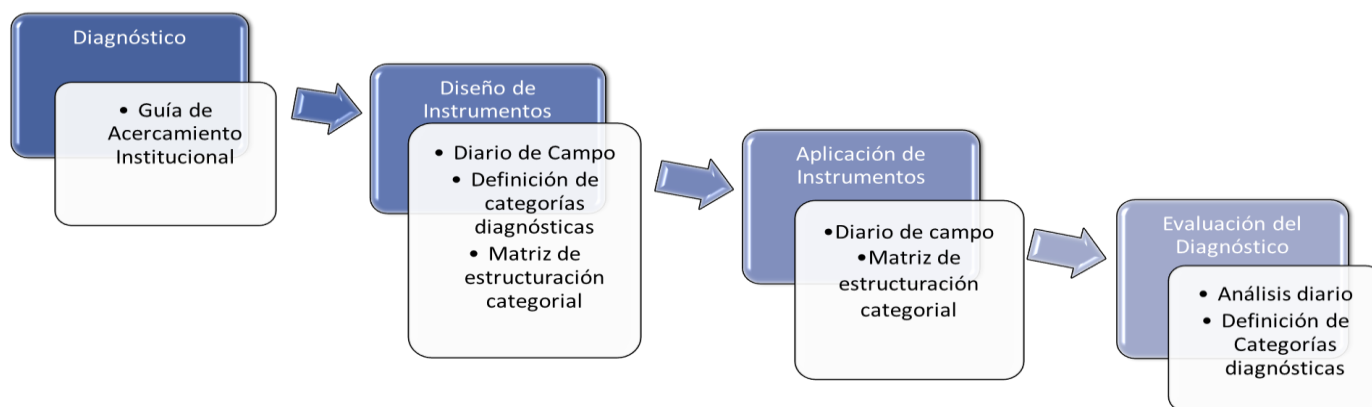 Diagnóstico
• Guía de
Acercamiento
Institucional
Diseño de
Instrumentos
• Diario de Campo
• Definición de
categorías
diagnósticas
• Matriz de
estructuración
categorial
Aplicación de
Instrumentos
•Diario de campo
•Matriz de
estructuración
categorial
Evaluación del
Diagnóstico
• Análisis diario
• Definición de
Categorías
diagnósticas